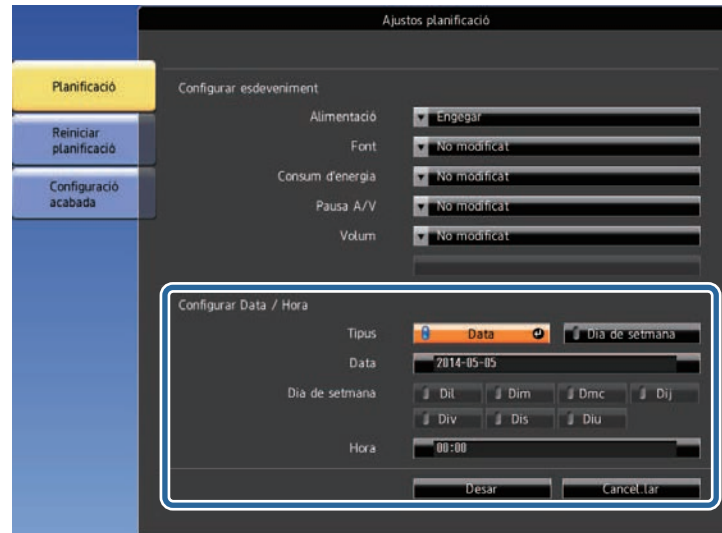 Ajustos planificació
Planificació
Reiniciar
planificació
Configuració
acabada
Configurar esdeveniment
Alimentació Engegar
Font No modificat
Consum d'energia No modificat
Pausa A/V No modificat
Volum No modificat
Configurar Data / Hora
Tipus Data Dia de setmana
Data 2014-05-05
Dia de setmana Dil Dim Dmc Dij
Div Dis Diu
Hora 00:00
Desar Cancel.lar